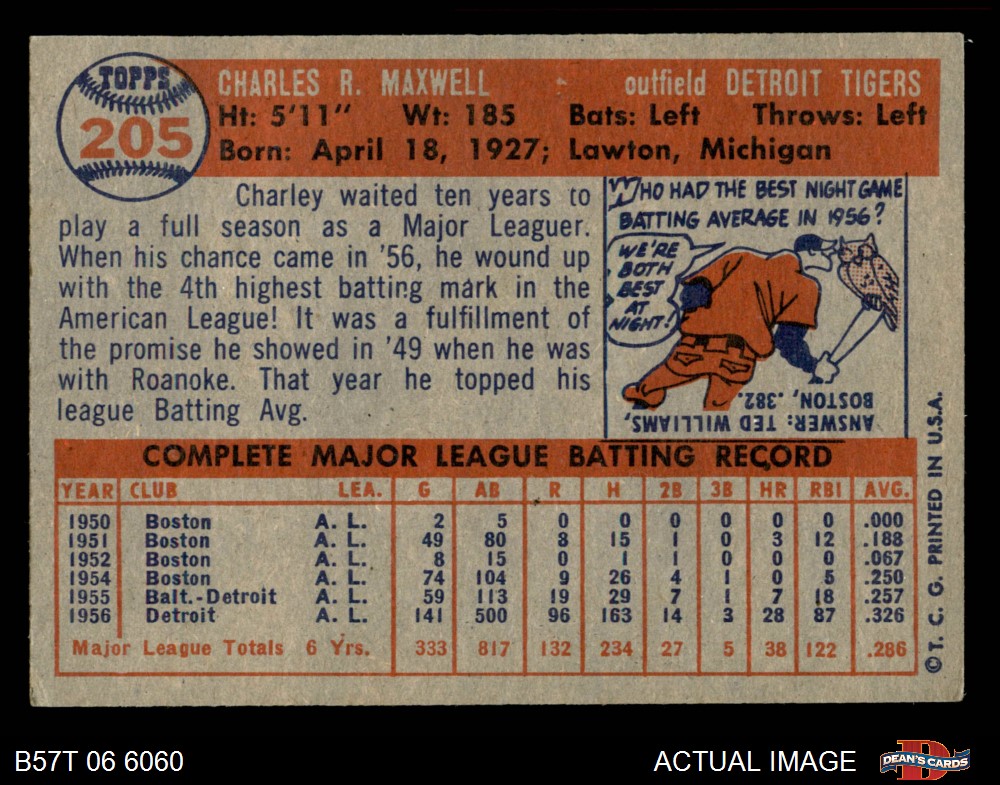 TOPPS
205
CHARLES R. MAXWELL outfield DETROIT TIGERS
Ht: 5'11" Wt: 185 Bats: Left Throws: Left
Born: April 18, 1927; Lawton, Michigan
Charley waited ten years to
play a full season as a Major Leaguer.
When his chance came in '56, he wound up
with the 4th highest batting mark in the
American League! It was a fulfillment of
the promise he showed in '49 when he was
with Roanoke. That year he topped his
league Batting Avg.
WHO HAD THE BEST NIGHT GAME
BATTING AVERAGE IN 1956?
WE'RE
BOTH
BEST
AT
NIGHT!
ANSWER: TED WILLIAMS,
BOSTON, .382.
COMPLETE MAJOR LEAGUE BATTING RECORD
YEAR CLUB LEA. G AB R H 2B 3B HR RBI AVG.
1950 Boston A. L. 2 5 0 0 0 0 0 0 .000
1951 Boston A. L. 49 80 8 15 1 0 3 12 .188
1952 Boston A. L. 8 15 0 1 1 0 0 0 .067
1954 Boston A. L. 74 104 9 26 4 1 0 5 .250
1955 Balt.-Detroit A. L. 59 113 19 29 7 1 7 18 .257
1956 Detroit A. L. 141 500 96 163 14 3 28 87 .326
Major League Totals 6 Yrs. 333 817 132 234 27 5 38 122 .286
© T. C. G. PRINTED IN U.S.A.
B57T 06 6060 ACTUAL IMAGE
D
DEAN'S CARDS